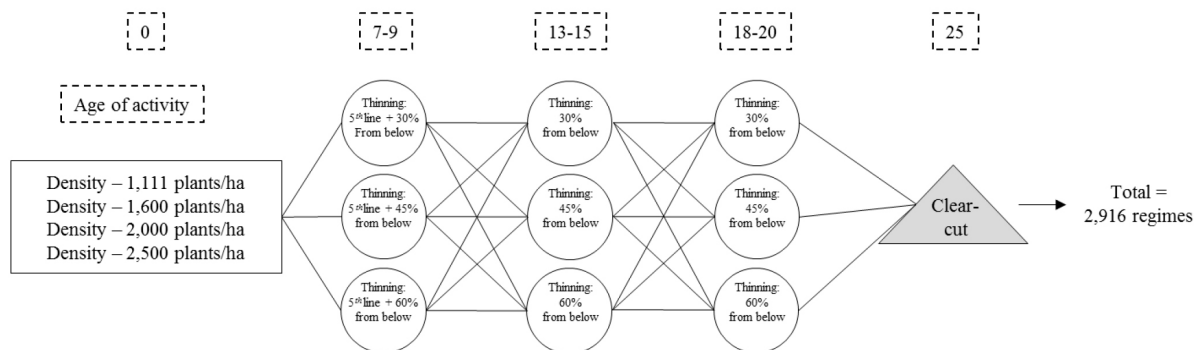 0
7-9
13-15
18-20
25
Age of activity
Density – 1,111 plants/ha
Density – 1,600 plants/ha
Density – 2,000 plants/ha
Density – 2,500 plants/ha
Thinning:
5th line + 30%
From below
Thinning:
5th line + 45%
from below
Thinning:
5th line + 60%
from below
Thinning:
30%
from below
Thinning:
45%
from below
Thinning:
60%
from below
Thinning:
30%
from below
Thinning:
45%
from below
Thinning:
60%
from below
Clear-
cut
Total =
2,916 regimes